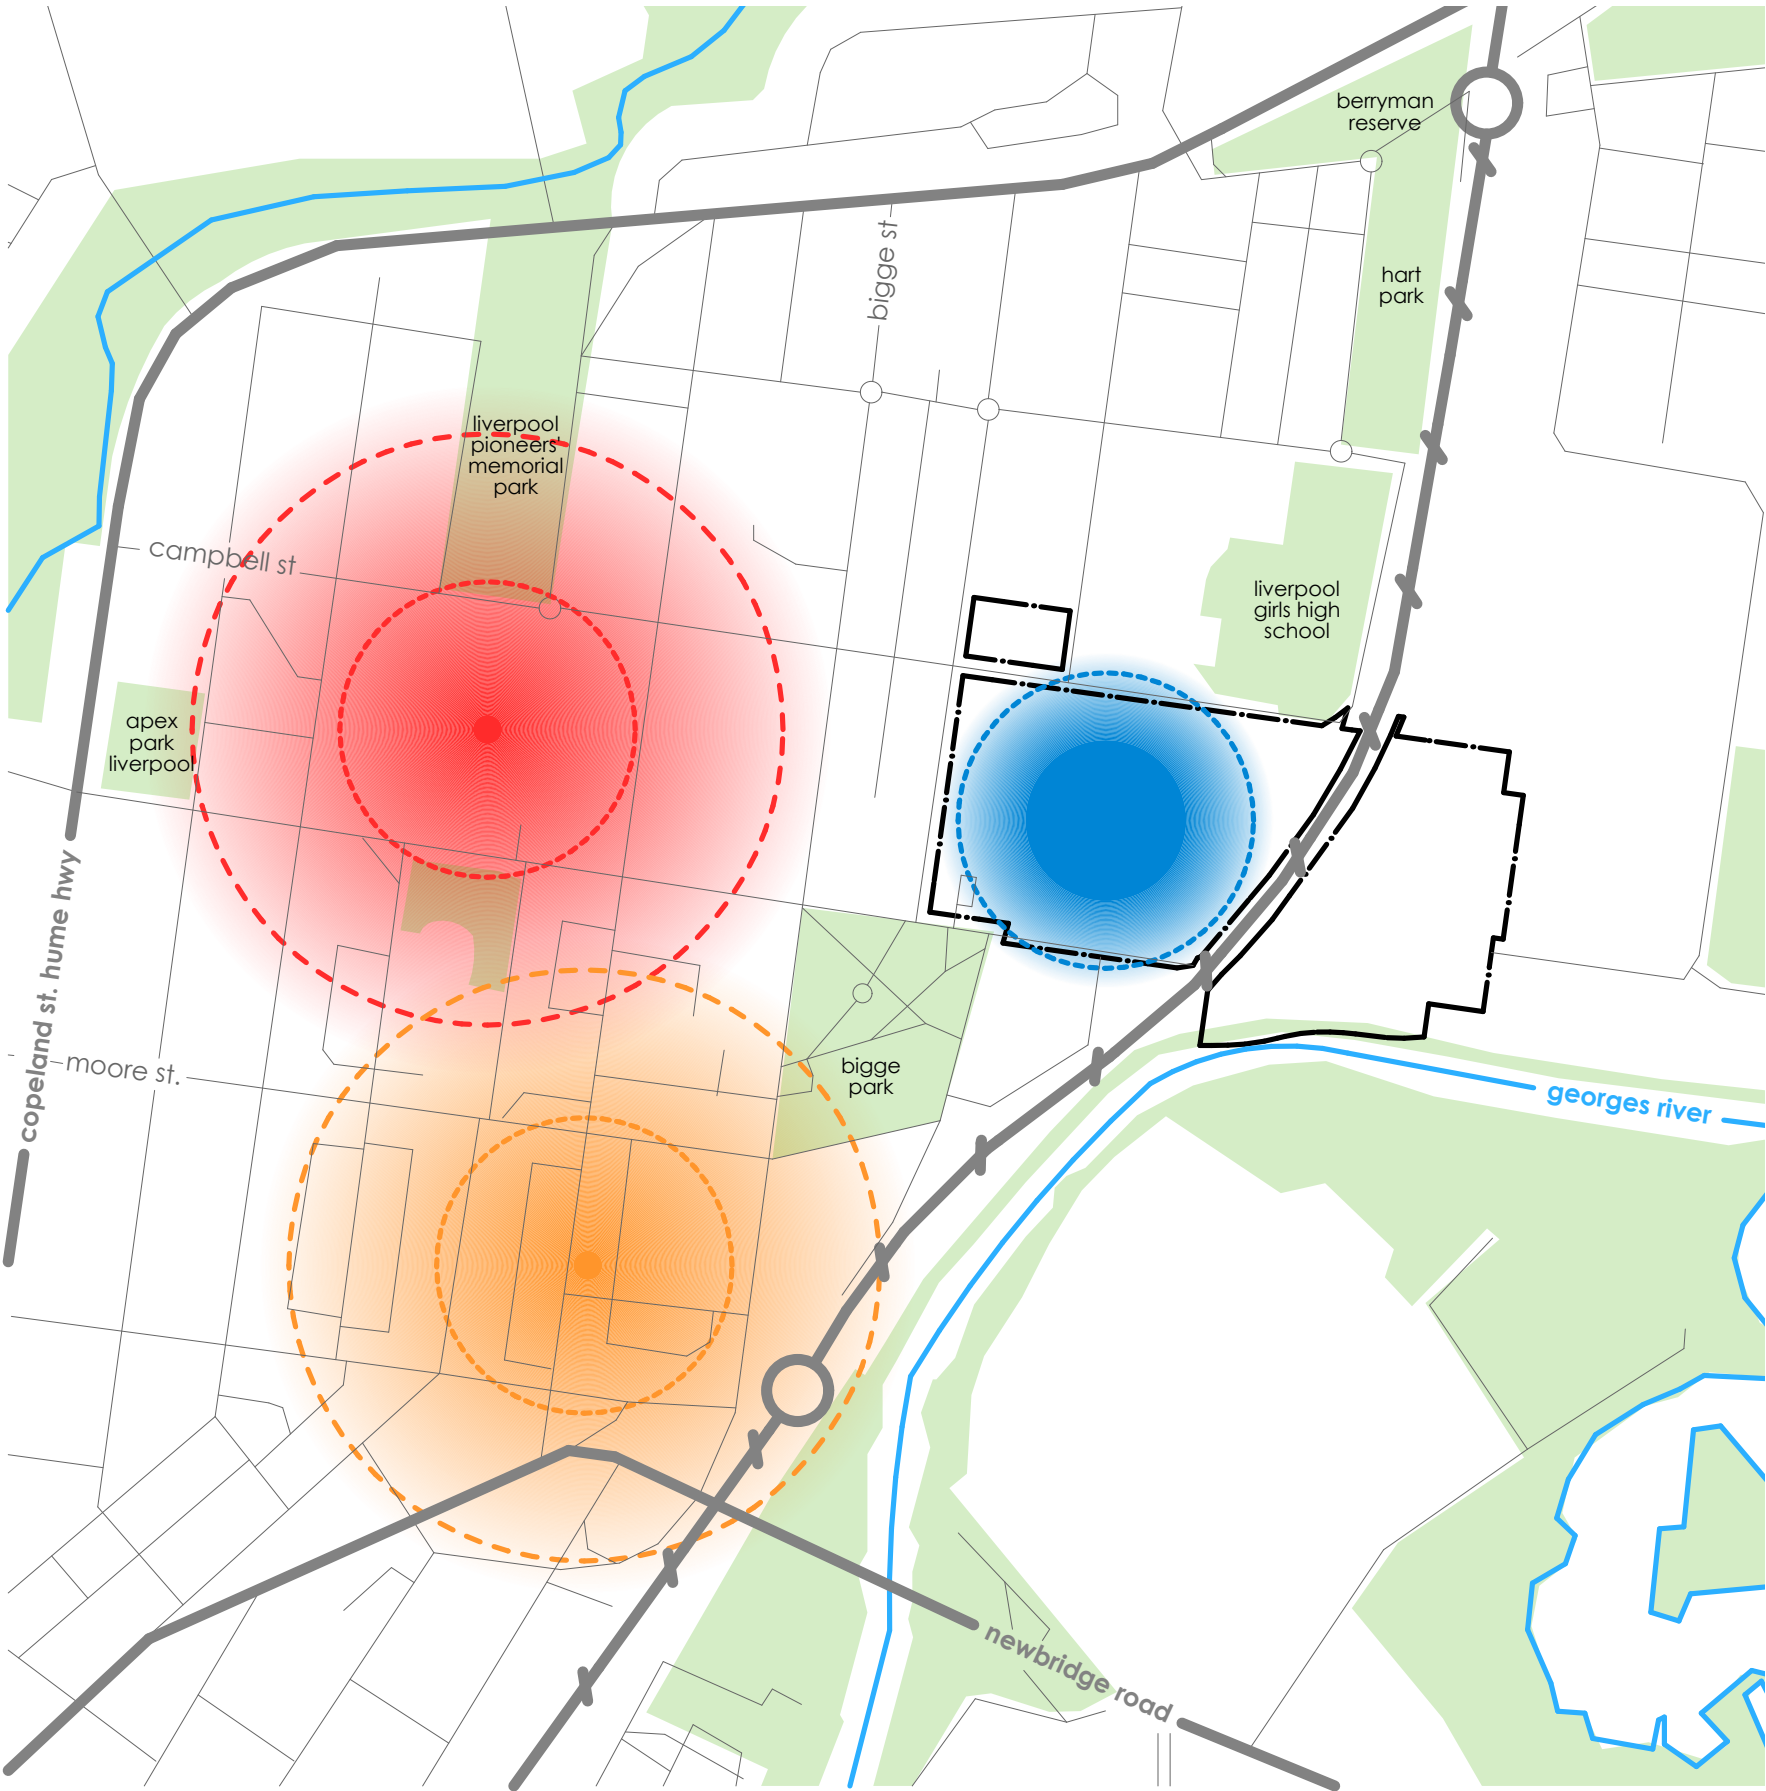 berryman
reserve
bigge st
hart
park
liverpool
pioneers'
memorial
park
campbell st
liverpool
girls high
school
apex
park
liverpool
copeland st. hume hwy
moore st.
bigge
park
georges river
newbridge road